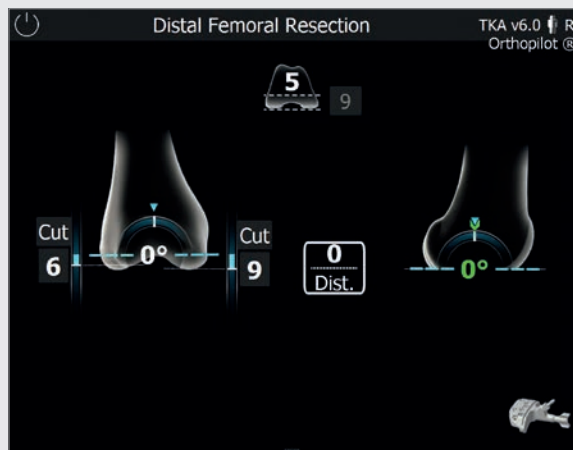 Distal Femoral Resection
TKA v6.0 R
Orthopilot ®
5
9
Cut
6
0°
Cut
9
0
Dist.
0°